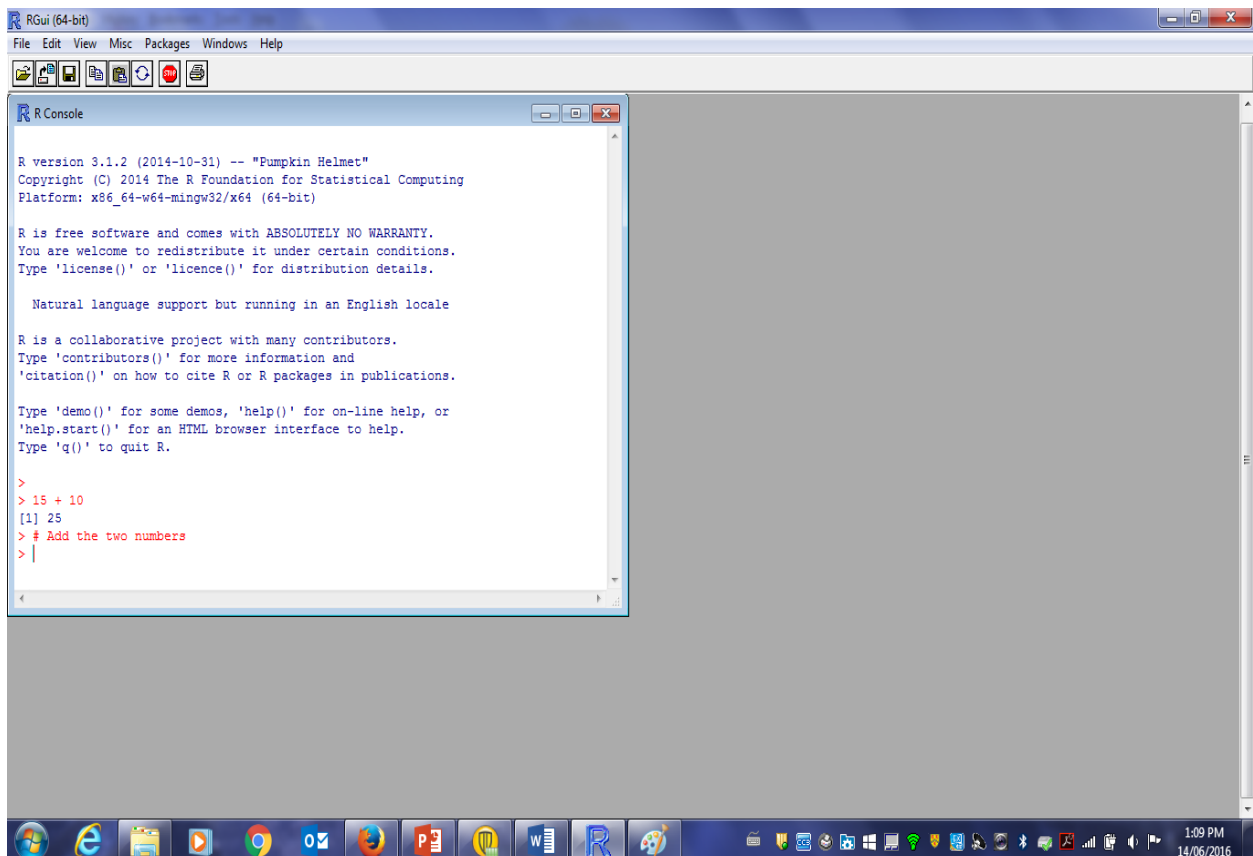 RGui (64-bit)
File Edit View Misc Packages Windows Help
STOP
R Console
R version 3.1.2 (2014-10-31) -- "Pumpkin Helmet"
Copyright (C) 2014 The R Foundation for Statistical Computing
Platform: x86_64-w64-mingw32/x64 (64-bit)
R is free software and comes with ABSOLUTELY NO WARRANTY.
You are welcome to redistribute it under certain conditions.
Type 'license()' or 'licence()' for distribution details.
Natural language support but running in an English locale
R is a collaborative project with many contributors.
Type 'contributors()' for more information and
'citation()' on how to cite R or R packages in publications.
Type 'demo()' for some demos, 'help()' for on-line help, or
'help.start()' for an HTML browser interface to help.
Type 'q()' to quit R.
>
> 15 + 10
[1] 25
> # Add the two numbers
>
1:09 PM
14/06/2016